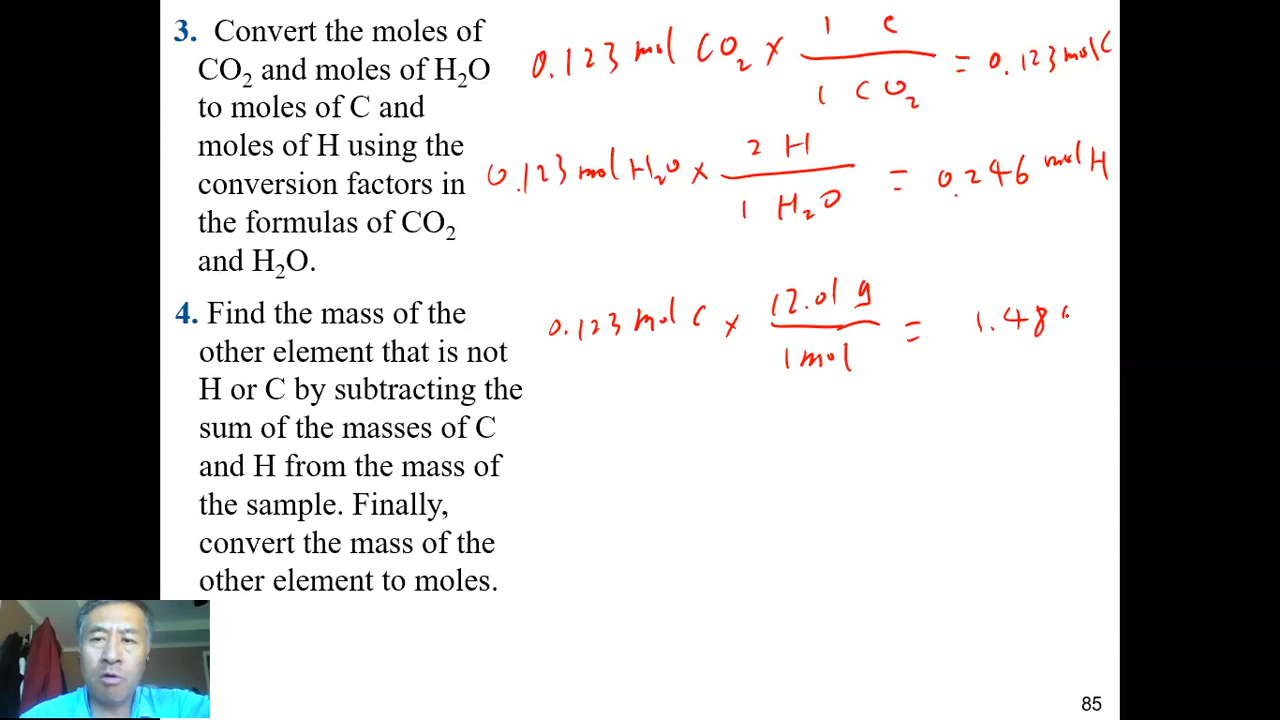 3. Convert the moles of
CO2 and moles of H2O
to moles of C and
moles of H using the
conversion factors in
the formulas of CO2
and H2O.
0.123 mol CO2 × 1 C / 1 CO2 = 0.123 mol C
0.123 mol H2O × 2 H / 1 H2O = 0.246 mol H
4. Find the mass of the
other element that is not
H or C by subtracting the
sum of the masses of C
and H from the mass of
the sample. Finally,
convert the mass of the
other element to moles.
0.123 mol C × 12.01 g / 1 mol = 1.48
85